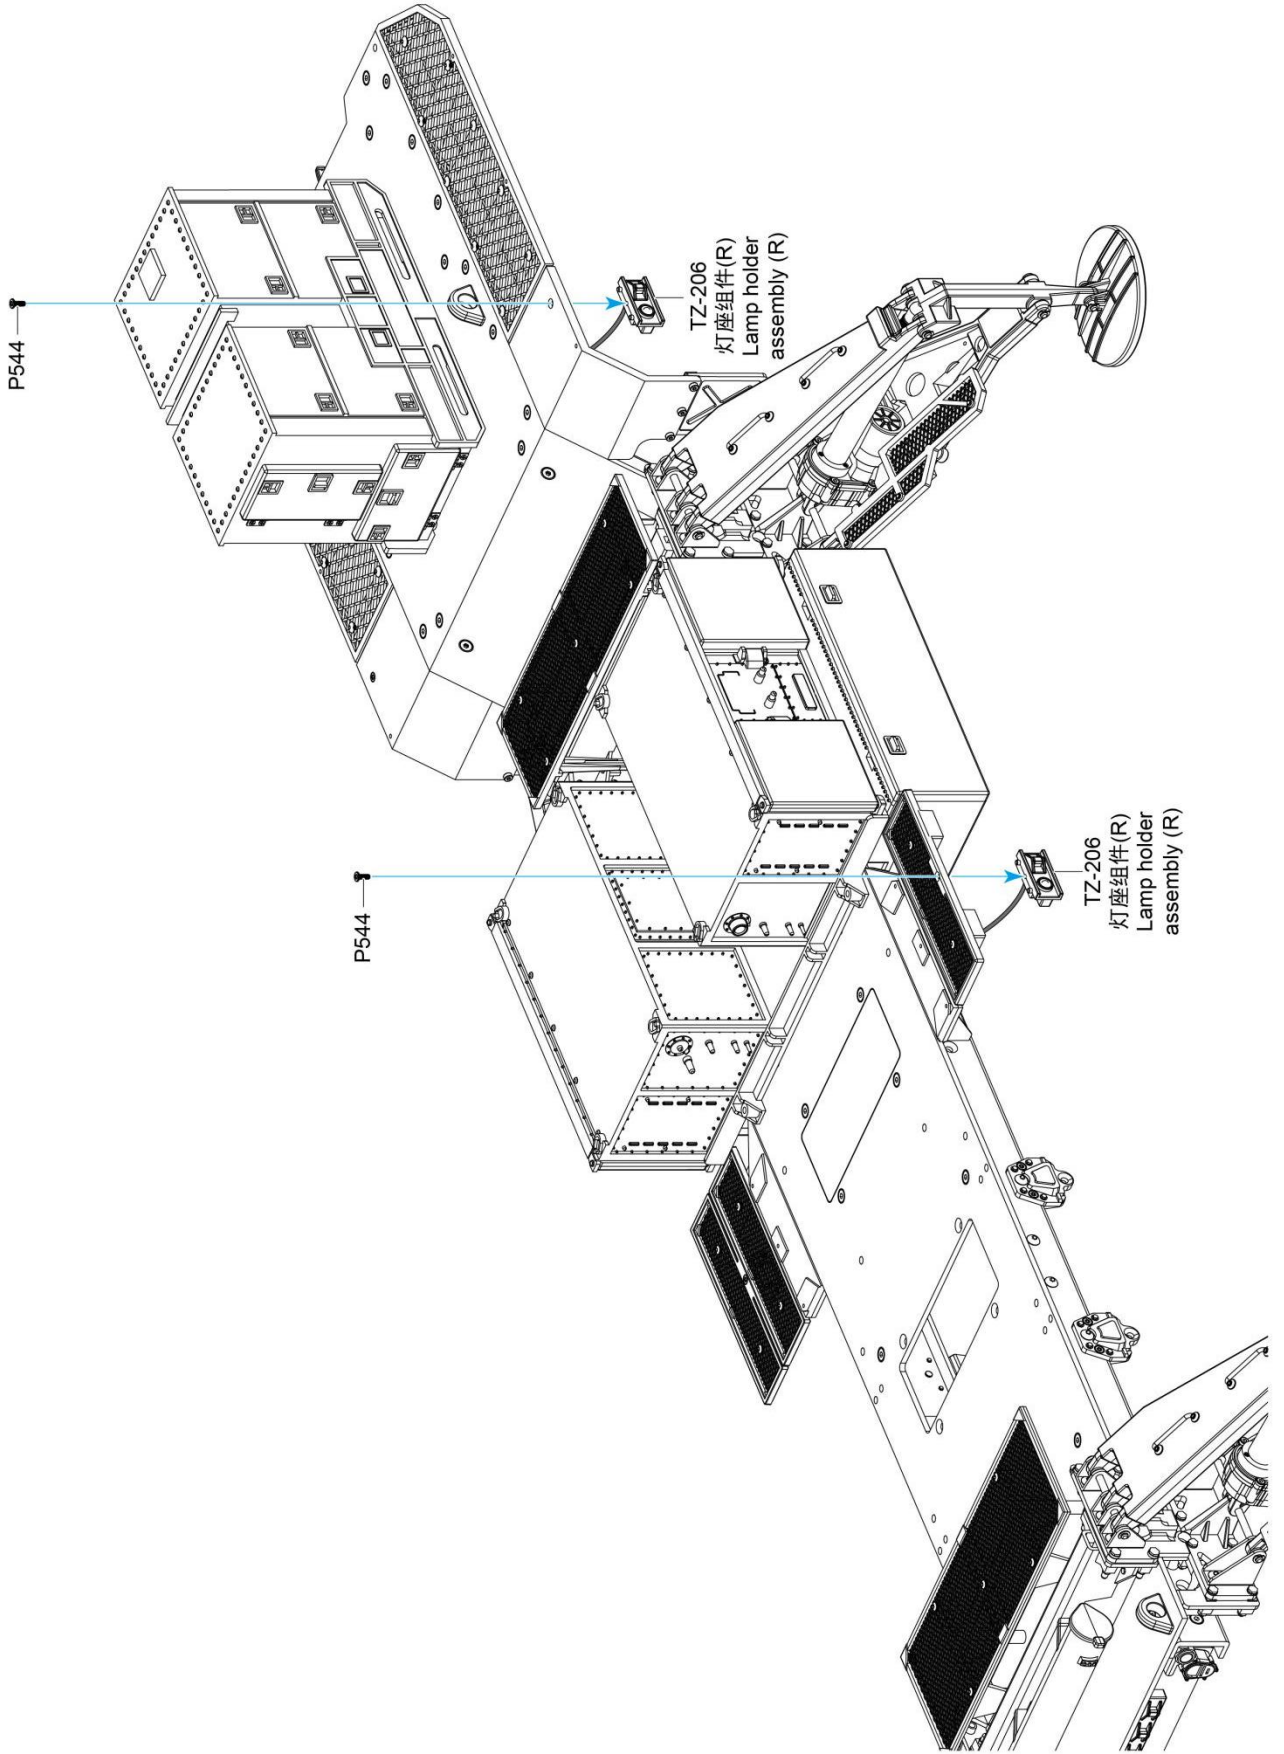 P544
TZ-206
灯座组件(R)
Lamp holder
assembly (R)
P544
TZ-206
灯座组件(R)
Lamp holder
assembly (R)